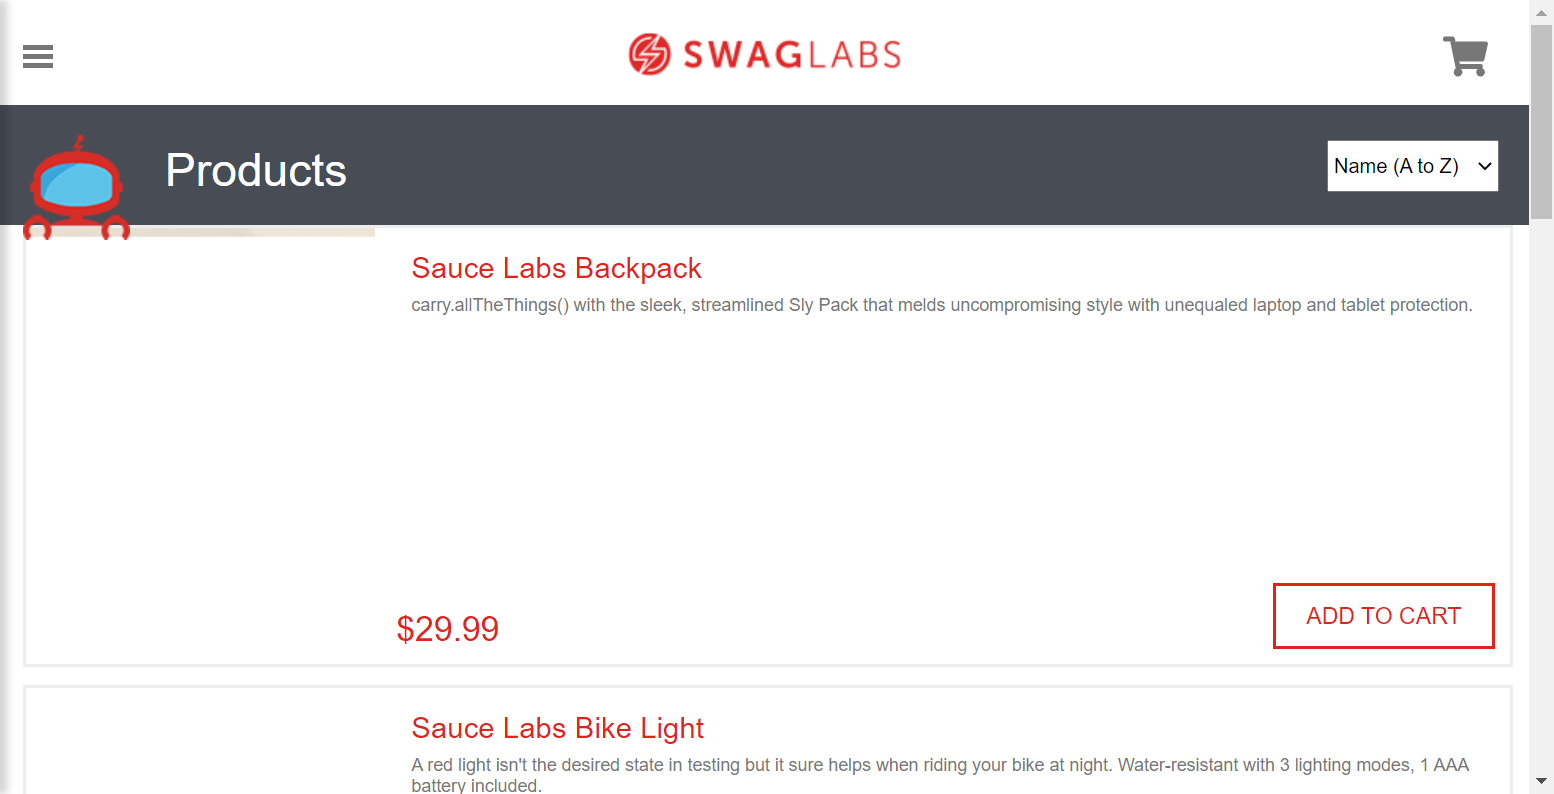 SWAGLABS
Products
Name (A to Z)
Sauce Labs Backpack
carry.allTheThings() with the sleek, streamlined Sly Pack that melds uncompromising style with unequaled laptop and tablet protection.
$29.99
ADD TO CART
Sauce Labs Bike Light
A red light isn't the desired state in testing but it sure helps when riding your bike at night. Water-resistant with 3 lighting modes, 1 AAA
battery included.